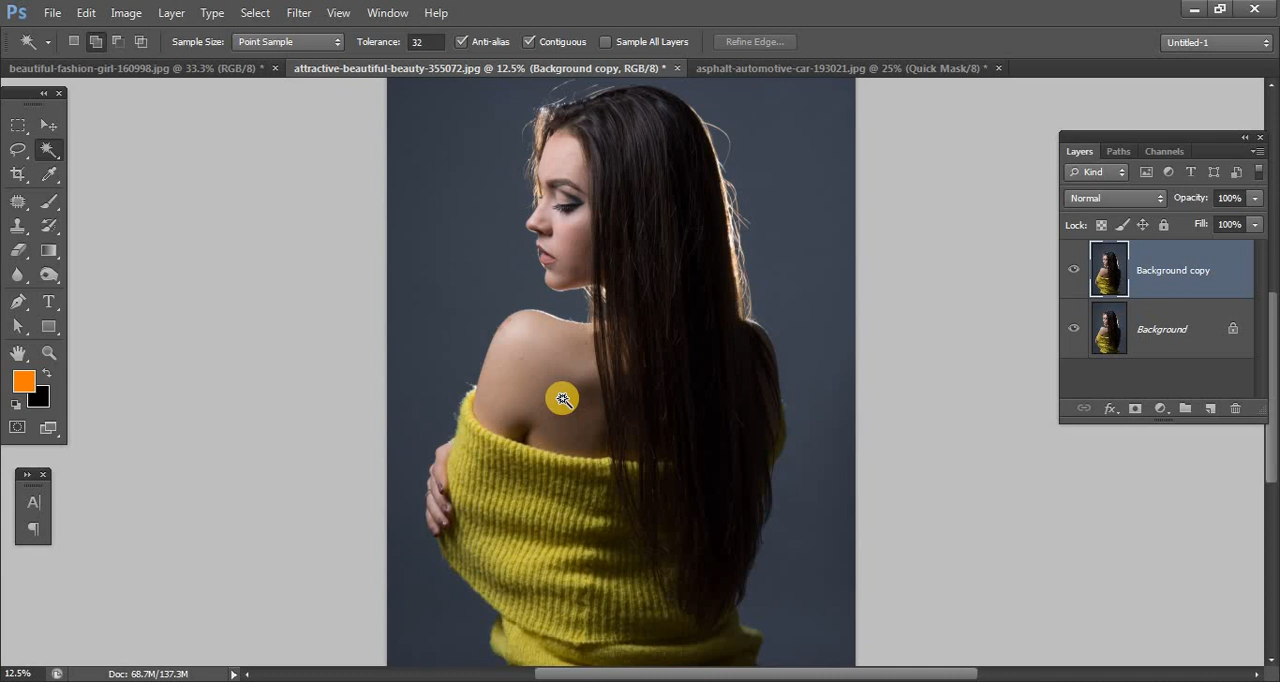 Ps File Edit Image Layer Type Select Filter View Window Help
Sample Size: Point Sample Tolerance: 32 Anti-alias Contiguous Sample All Layers Refine Edge... Untitled-1
beautiful-fashion-girl-160998.jpg @ 33.3% (RGB/8) * × attractive-beautiful-beauty-355072.jpg @ 12.5% (Background copy, RGB/8) * × asphalt-automotive-car-193021.jpg @ 25% (Quick Mask/8) * ×
Layers Paths Channels
Kind T
Normal Opacity: 100%
Lock: Fill: 100%
Background copy
Background
fx
T
A
¶
12.5% Doc: 68.7M/137.3M